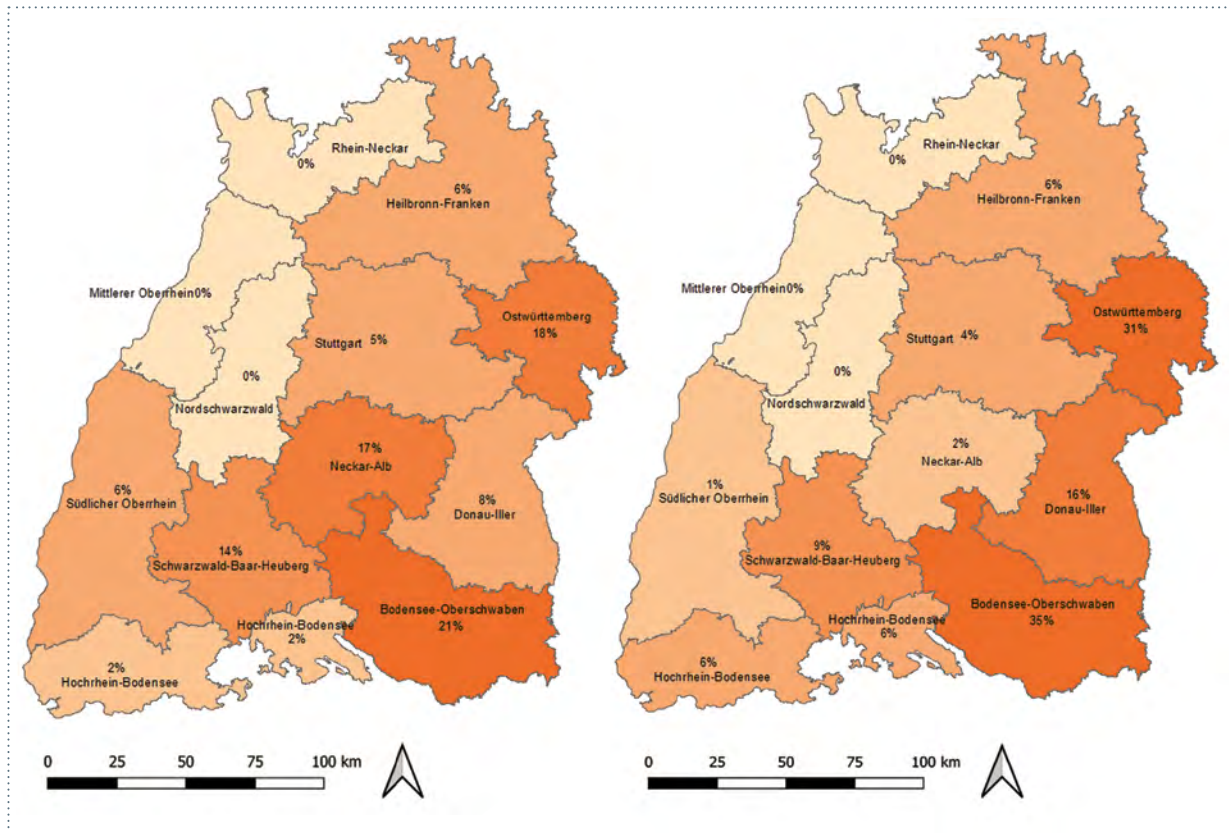 Rhein-Neckar
0%
6%
Heilbronn-Franken
Mittlerer Oberrhein0%
Ostwürttemberg
18%
Stuttgart 5%
0%
Nordschwarzwald
17%
Neckar-Alb
6%
Südlicher Oberrhein
8%
Donau-Iller
14%
Schwarzwald-Baar-Heuberg
Bodensee-Oberschwaben
21%
Hochrhein-Bodensee
2%
2%
Hochrhein-Bodensee
0 25 50 75 100 km
Rhein-Neckar
0%
6%
Heilbronn-Franken
Mittlerer Oberrhein0%
Ostwürttemberg
31%
Stuttgart 4%
0%
Nordschwarzwald
2%
Neckar-Alb
1%
Südlicher Oberrhein
16%
Donau-Iller
9%
Schwarzwald-Baar-Heuberg
Bodensee-Oberschwaben
35%
Hochrhein-Bodensee
6%
6%
Hochrhein-Bodensee
0 25 50 75 100 km